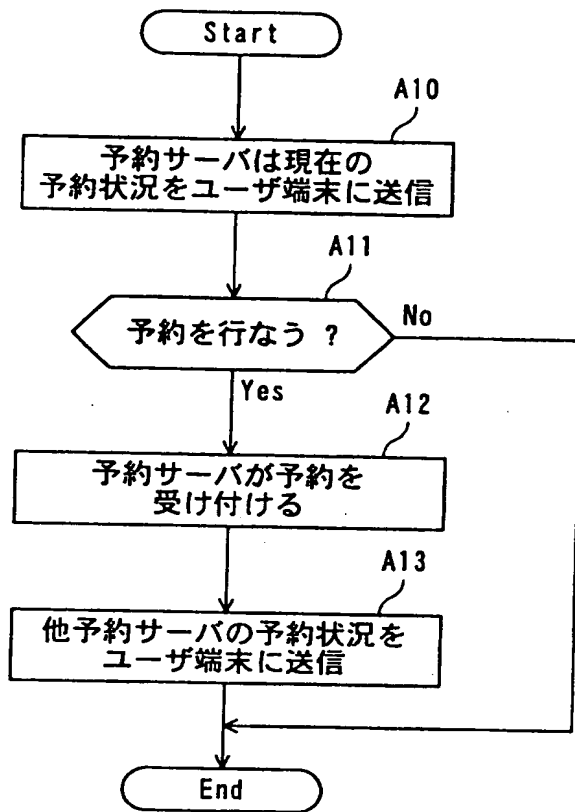 Start
A10
予約サーバは現在の
予約状況をユーザ端末に送信
A11
予約を行なう ?
No
Yes
A12
予約サーバが予約を
受け付ける
A13
他予約サーバの予約状況を
ユーザ端末に送信
End